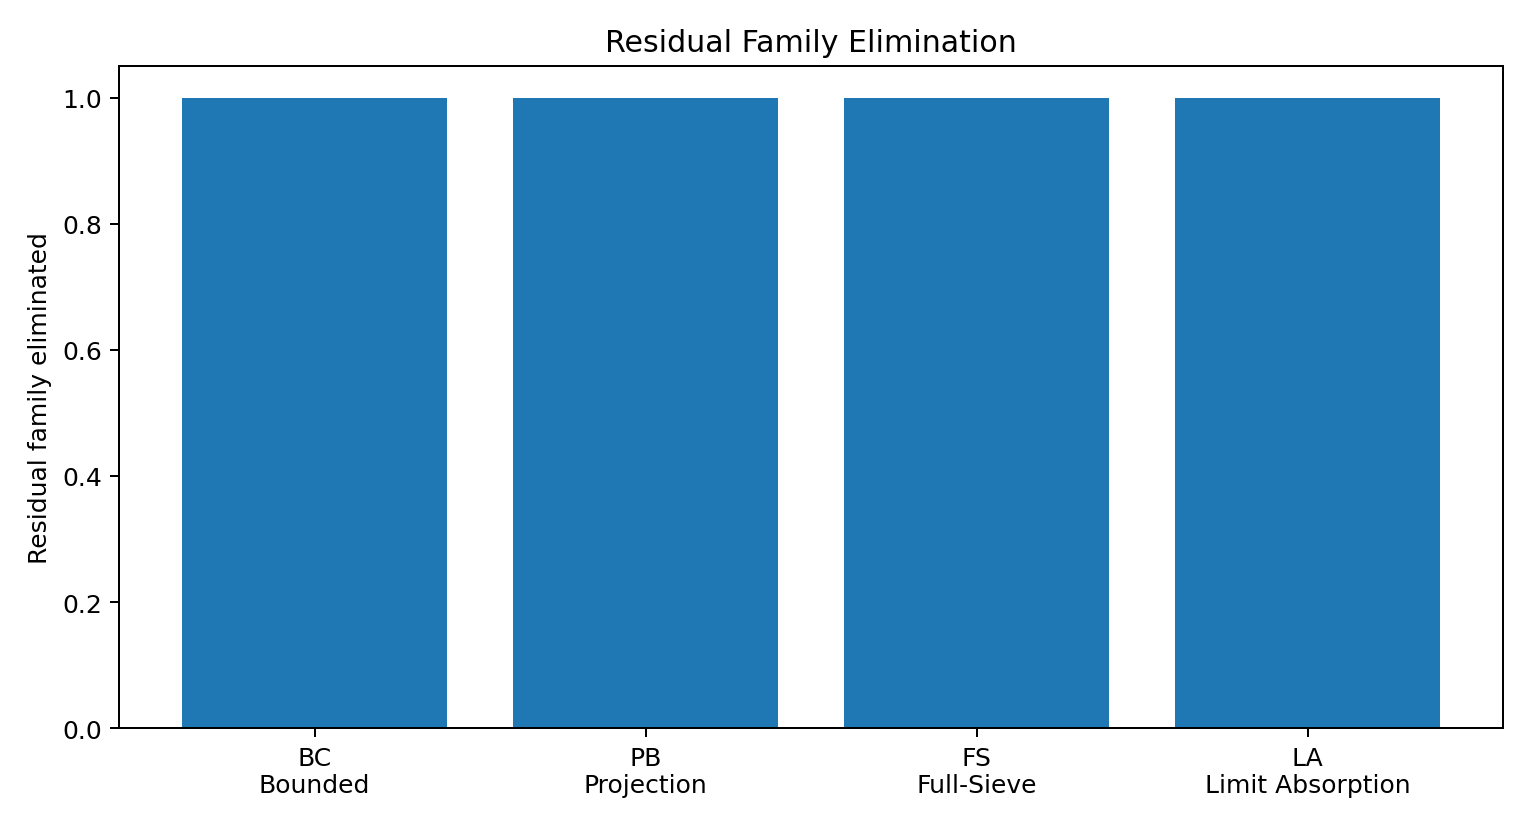 Residual Family Elimination
Residual family eliminated
1.0
0.8
0.6
0.4
0.2
0.0
BC
Bounded
PB
Projection
FS
Full-Sieve
LA
Limit Absorption